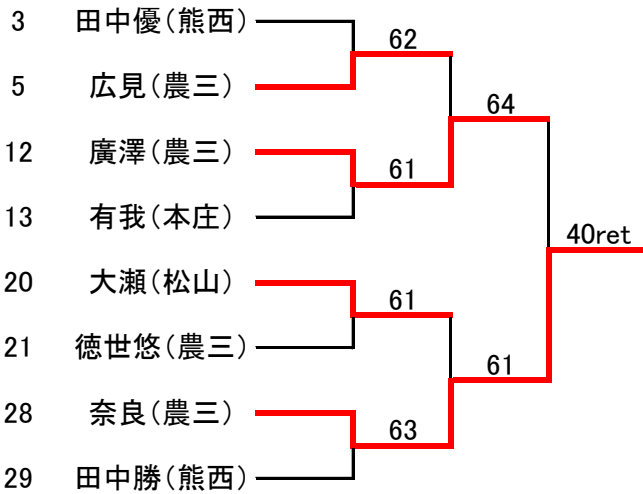 3 田中優(熊西)
62
5 広見(農三)
64
12 廣澤(農三)
61
13 有我(本庄)
40ret
20 大瀬(松山)
61
21 徳世悠(農三)
61
28 奈良(農三)
63
29 田中勝(熊西)